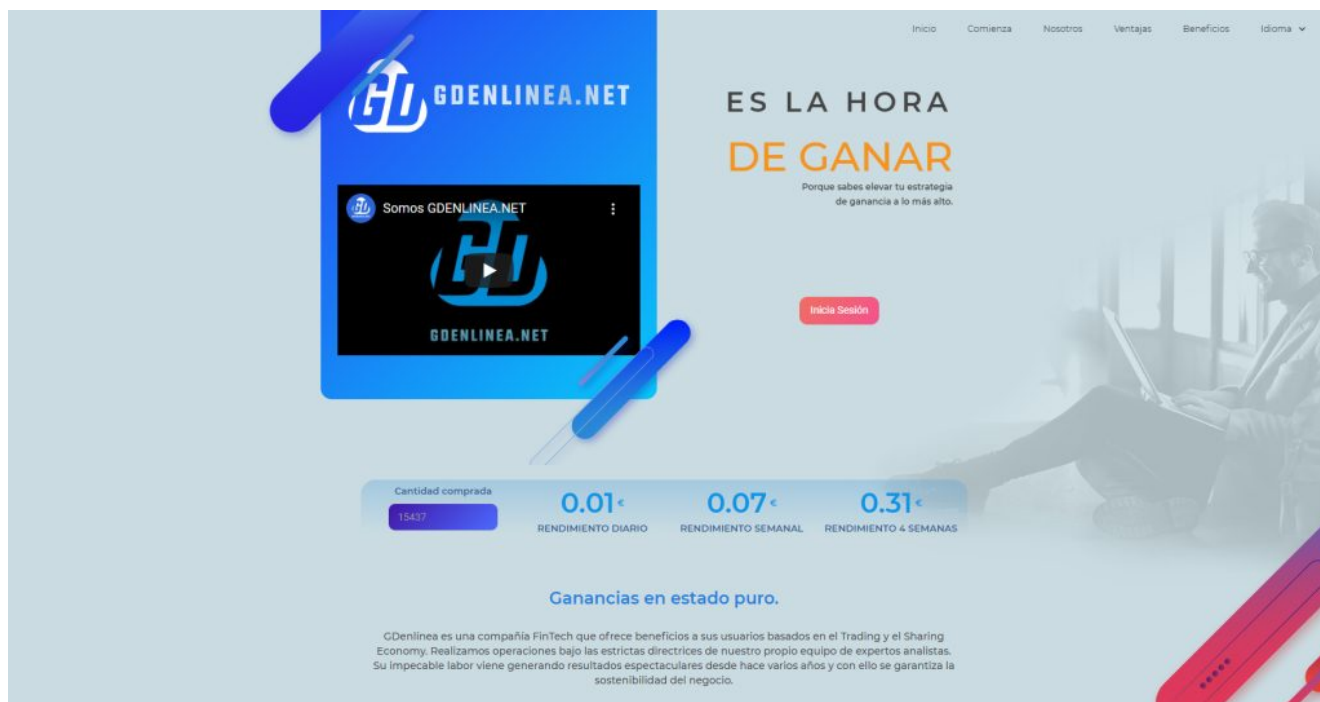 Inicio Comienza Nosotros Ventajas Beneficios Idioma
GD GDENLINEA.NET
ES LA HORA
DE GANAR
Porque sabes elevar tu estrategia
de ganancia a lo más alto.
GD Somos GDENLINEA.NET
GD
GDENLINEA.NET
Inicia Sesión
Cantidad comprada
15437
0.01 €
RENDIMIENTO DIARIO
0.07 €
RENDIMIENTO SEMANAL
0.31 €
RENDIMIENTO 4 SEMANAS
Ganancias en estado puro.
GDenlinea es una compañía FinTech que ofrece beneficios a sus usuarios basados en el Trading y el Sharing
Economy. Realizamos operaciones bajo las estrictas directrices de nuestro propio equipo de expertos analistas.
Su impecable labor viene generando resultados espectaculares desde hace varios años y con ello se garantiza la
sostenibilidad del negocio.